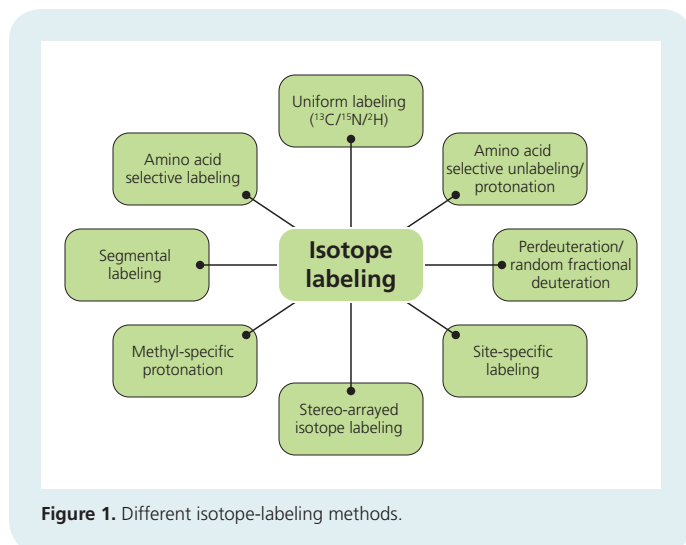 Uniform labeling
(¹³C/¹⁵N/²H)
Amino acid
selective labeling
Amino acid
selective unlabeling/
protonation
Segmental
labeling
Isotope
labeling
Perdeuteration/
random fractional
deuteration
Methyl-specific
protonation
Site-specific
labeling
Stereo-arrayed
isotope labeling
Figure 1. Different isotope-labeling methods.